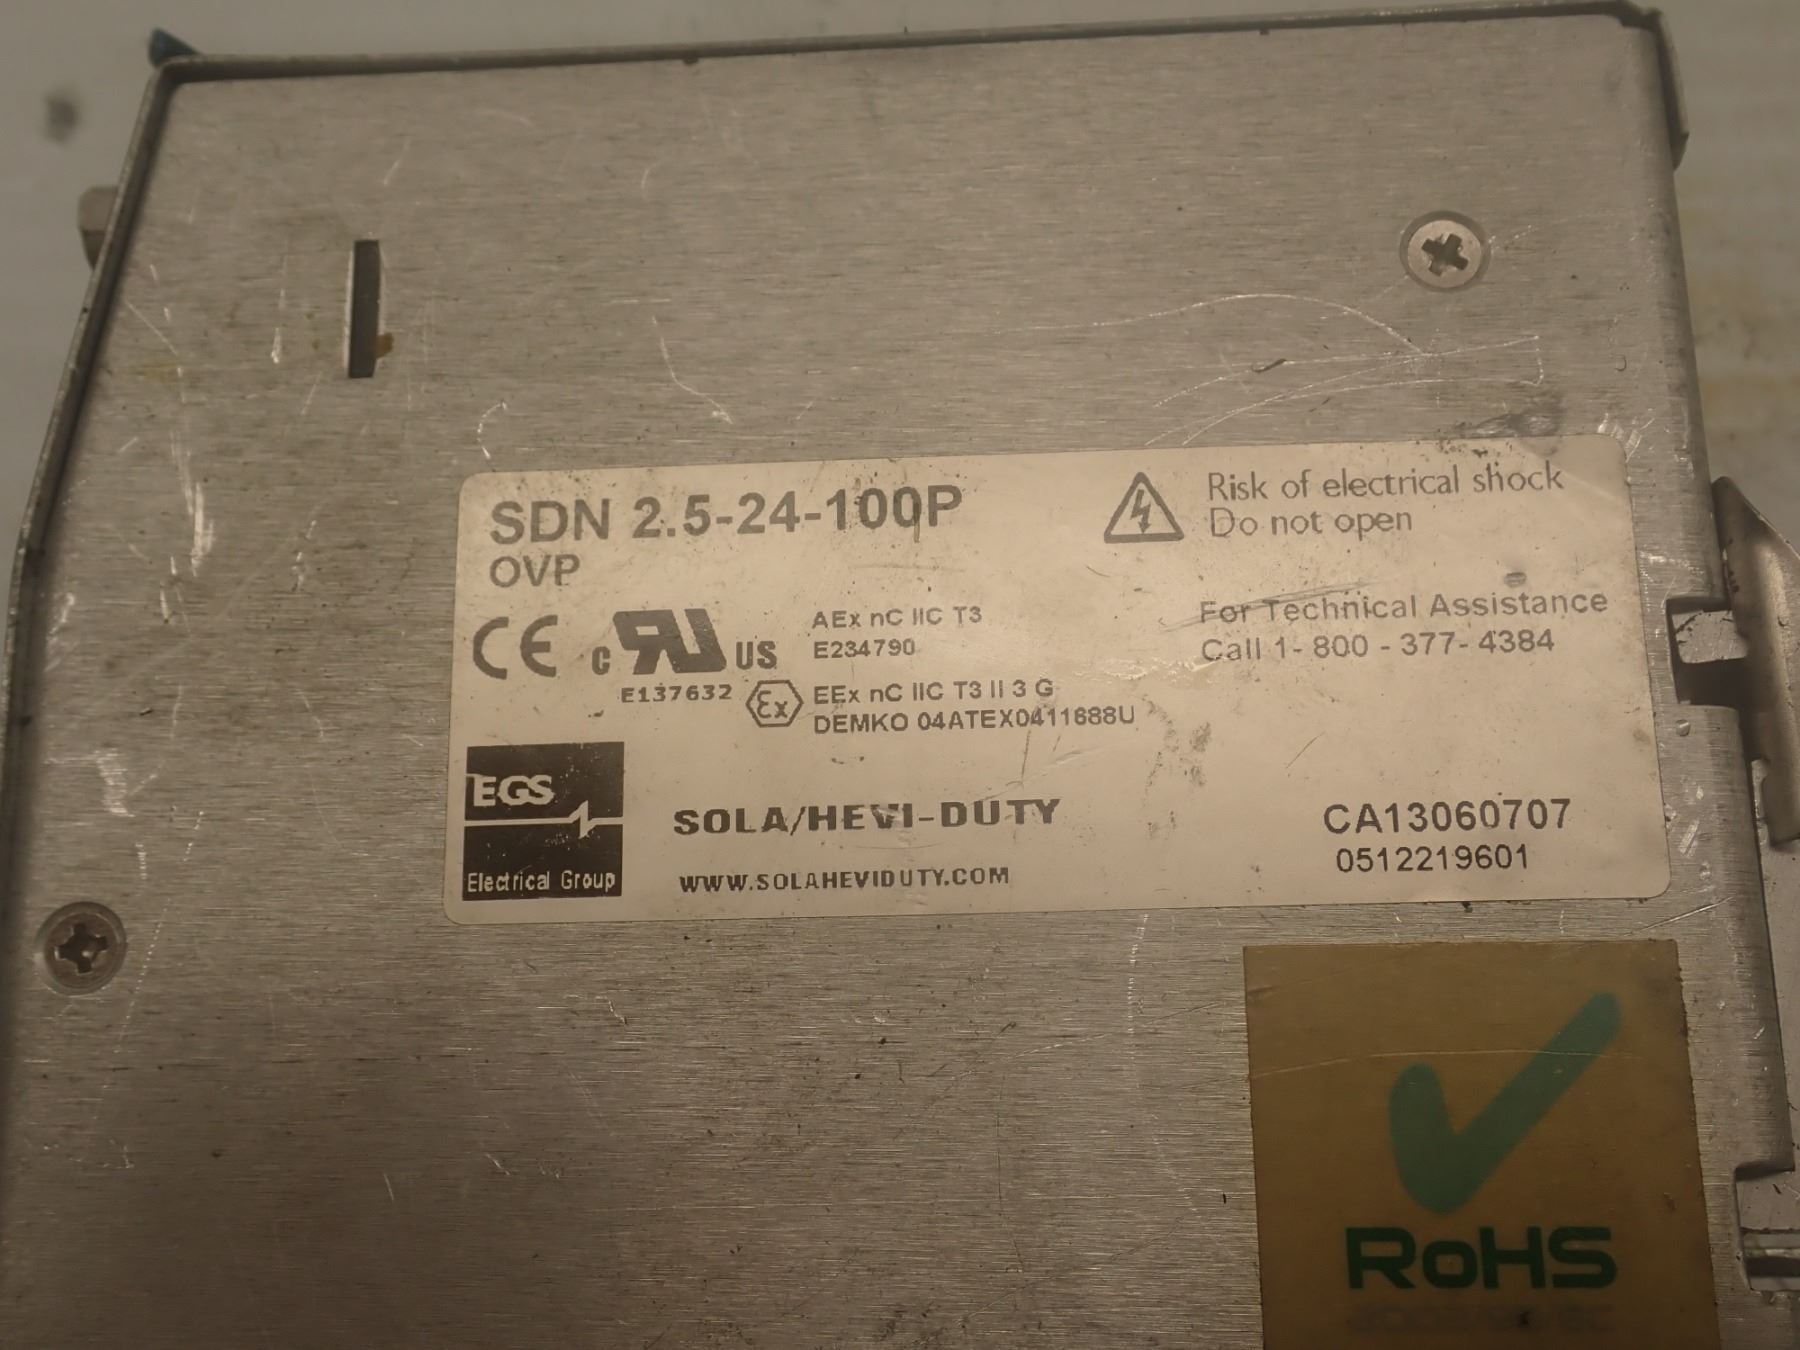 SDN 2.5-24-100P
OVP
Risk of electrical shock
Do not open
CE
c RU US
E137632
AEx nC IIC T3
E234790
Ex
EEx nC IIC T3 II 3 G
DEMKO 04ATEX0411688U
For Technical Assistance
Call 1- 800 - 377- 4384
EGS
Electrical Group
SOLA/HEVI-DUTY
WWW.SOLAHEVIDUTY.COM
CA13060707
0512219601
RoHS